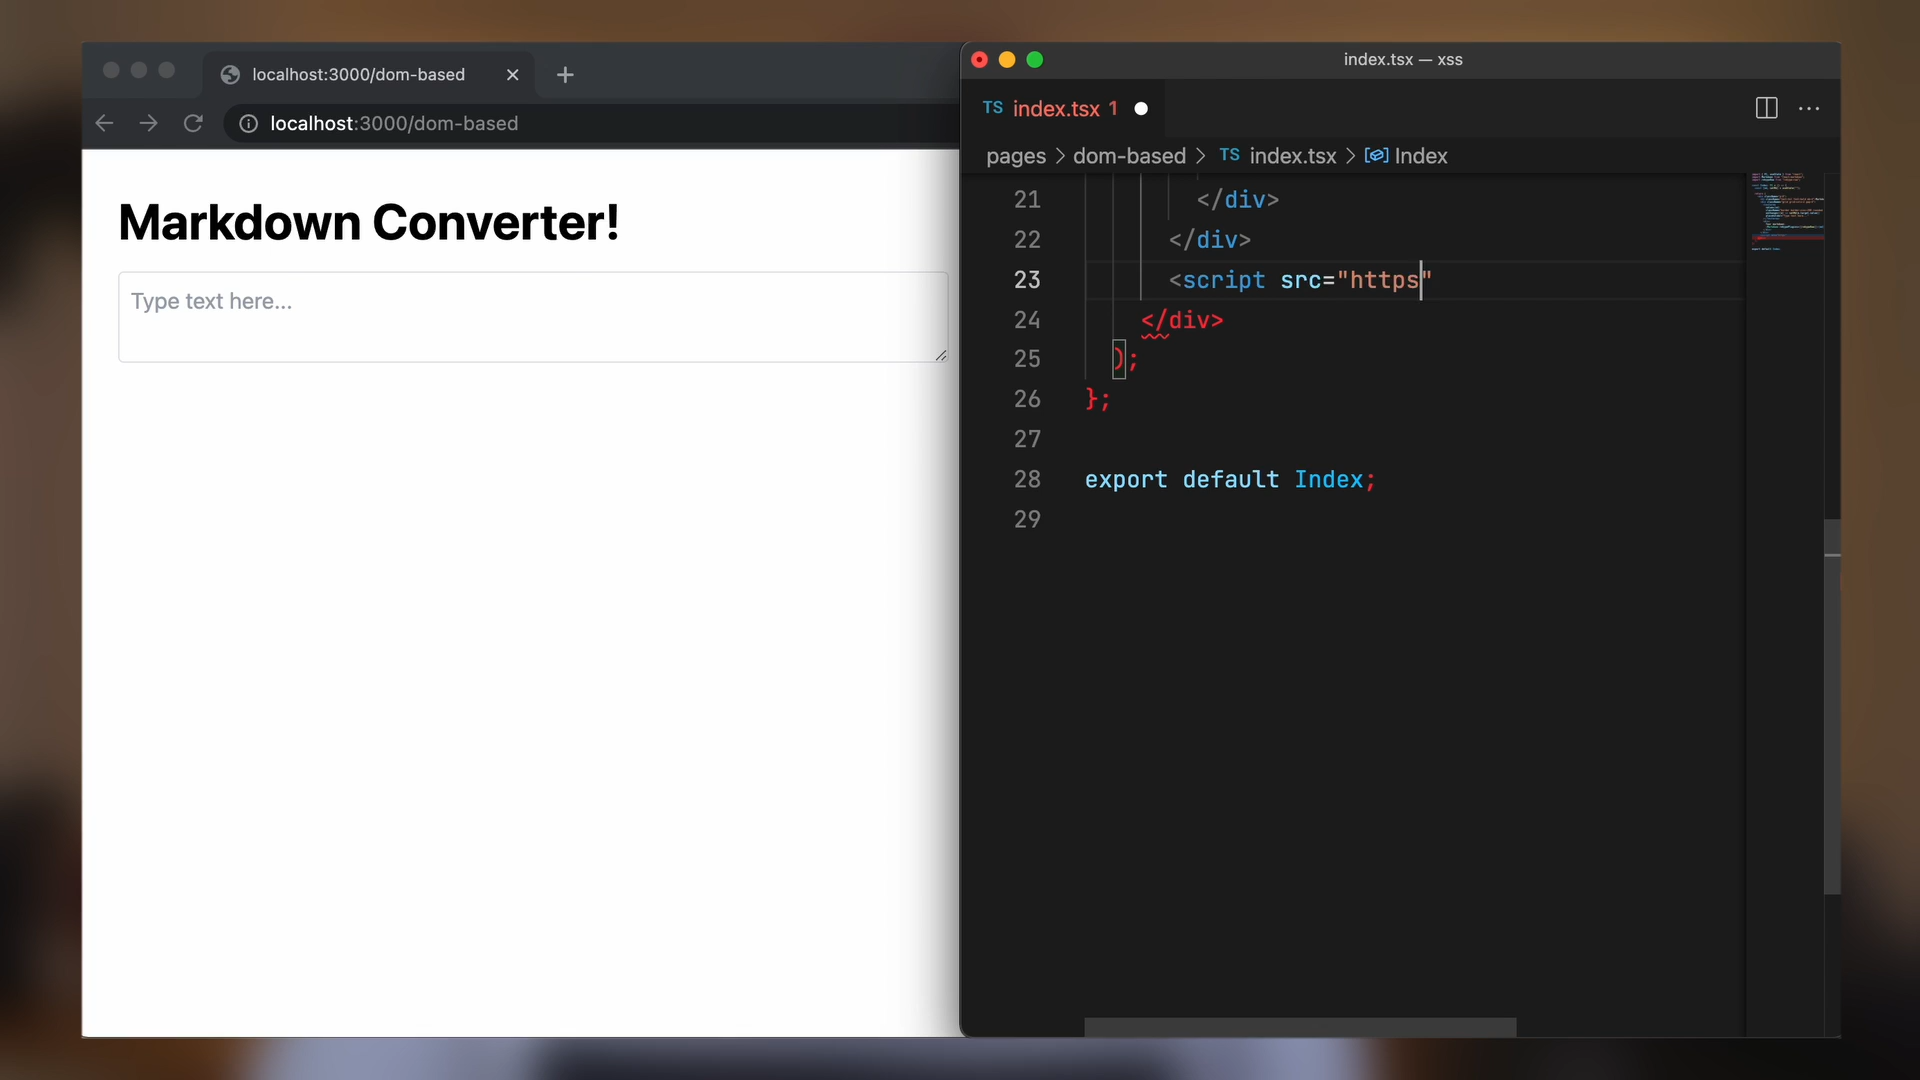 localhost:3000/dom-based
localhost:3000/dom-based
Markdown Converter!
Type text here...
index.tsx — xss
TS index.tsx 1
pages > dom-based > TS index.tsx > Index
21 </div>
22 </div>
23 <script src="https"
24 </div>
25 );
26 };
27
28 export default Index;
29